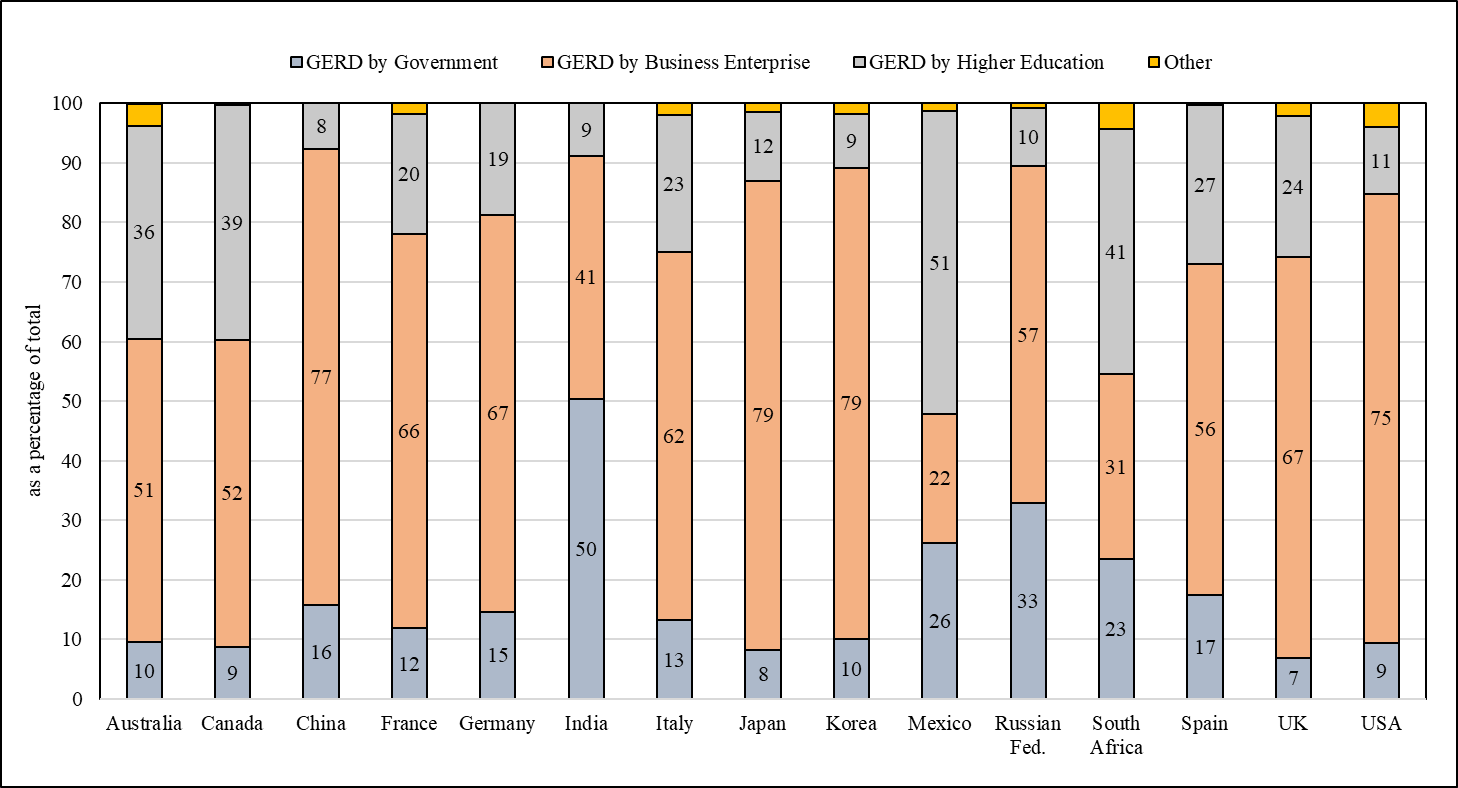 GERD by Government GERD by Business Enterprise GERD by Higher Education Other
as a percentage of total
100
90
80
70
60
50
40
30
20
10
0
36 39 8 20 19 9 23 12 9 51 10 41 27 24 11
51 52 77 66 67 41 62 79 79 22 57 31 56 67 75
10 9 16 12 15 50 13 8 10 26 33 23 17 7 9
Australia Canada China France Germany India Italy Japan Korea Mexico Russian South Spain UK USA
Fed. Africa